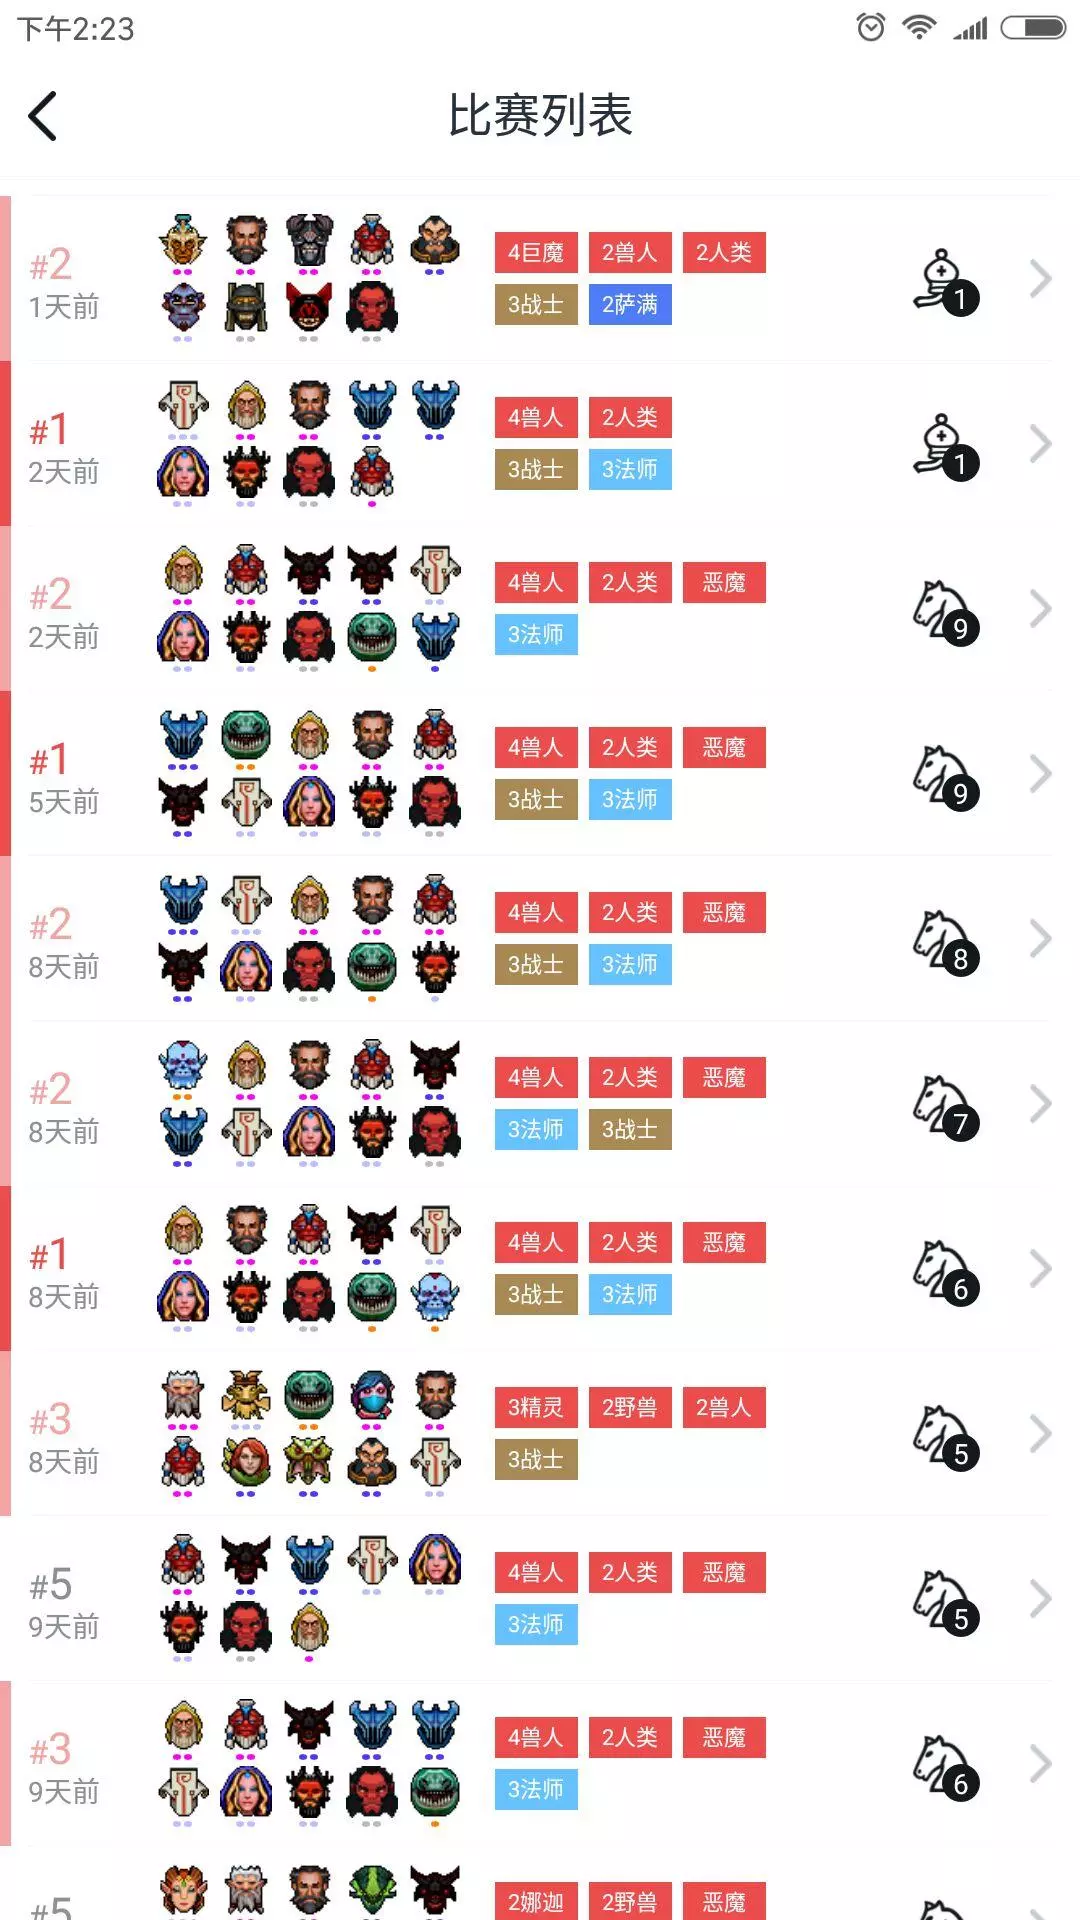 下午2:23
比赛列表
#2
1天前
4巨魔 2兽人 2人类
3战士 2萨满
1
#1
2天前
4兽人 2人类
3战士 3法师
1
#2
2天前
4兽人 2人类 恶魔
3法师
9
#1
5天前
4兽人 2人类 恶魔
3战士 3法师
9
#2
8天前
4兽人 2人类 恶魔
3战士 3法师
8
#2
8天前
4兽人 2人类 恶魔
3法师 3战士
7
#1
8天前
4兽人 2人类 恶魔
3战士 3法师
6
#3
8天前
3精灵 2野兽 2兽人
3战士
5
#5
9天前
4兽人 2人类 恶魔
3法师
5
#3
9天前
4兽人 2人类 恶魔
3法师
6
#5
2娜迦 2野兽 恶魔